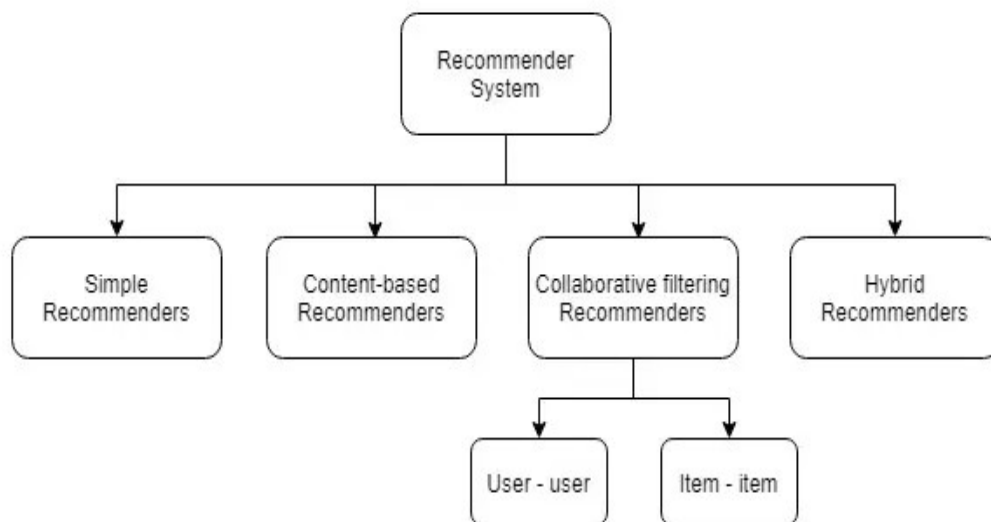 Recommender
System
Simple
Recommenders
Content-based
Recommenders
Collaborative filtering
Recommenders
Hybrid
Recommenders
User - user
Item - item